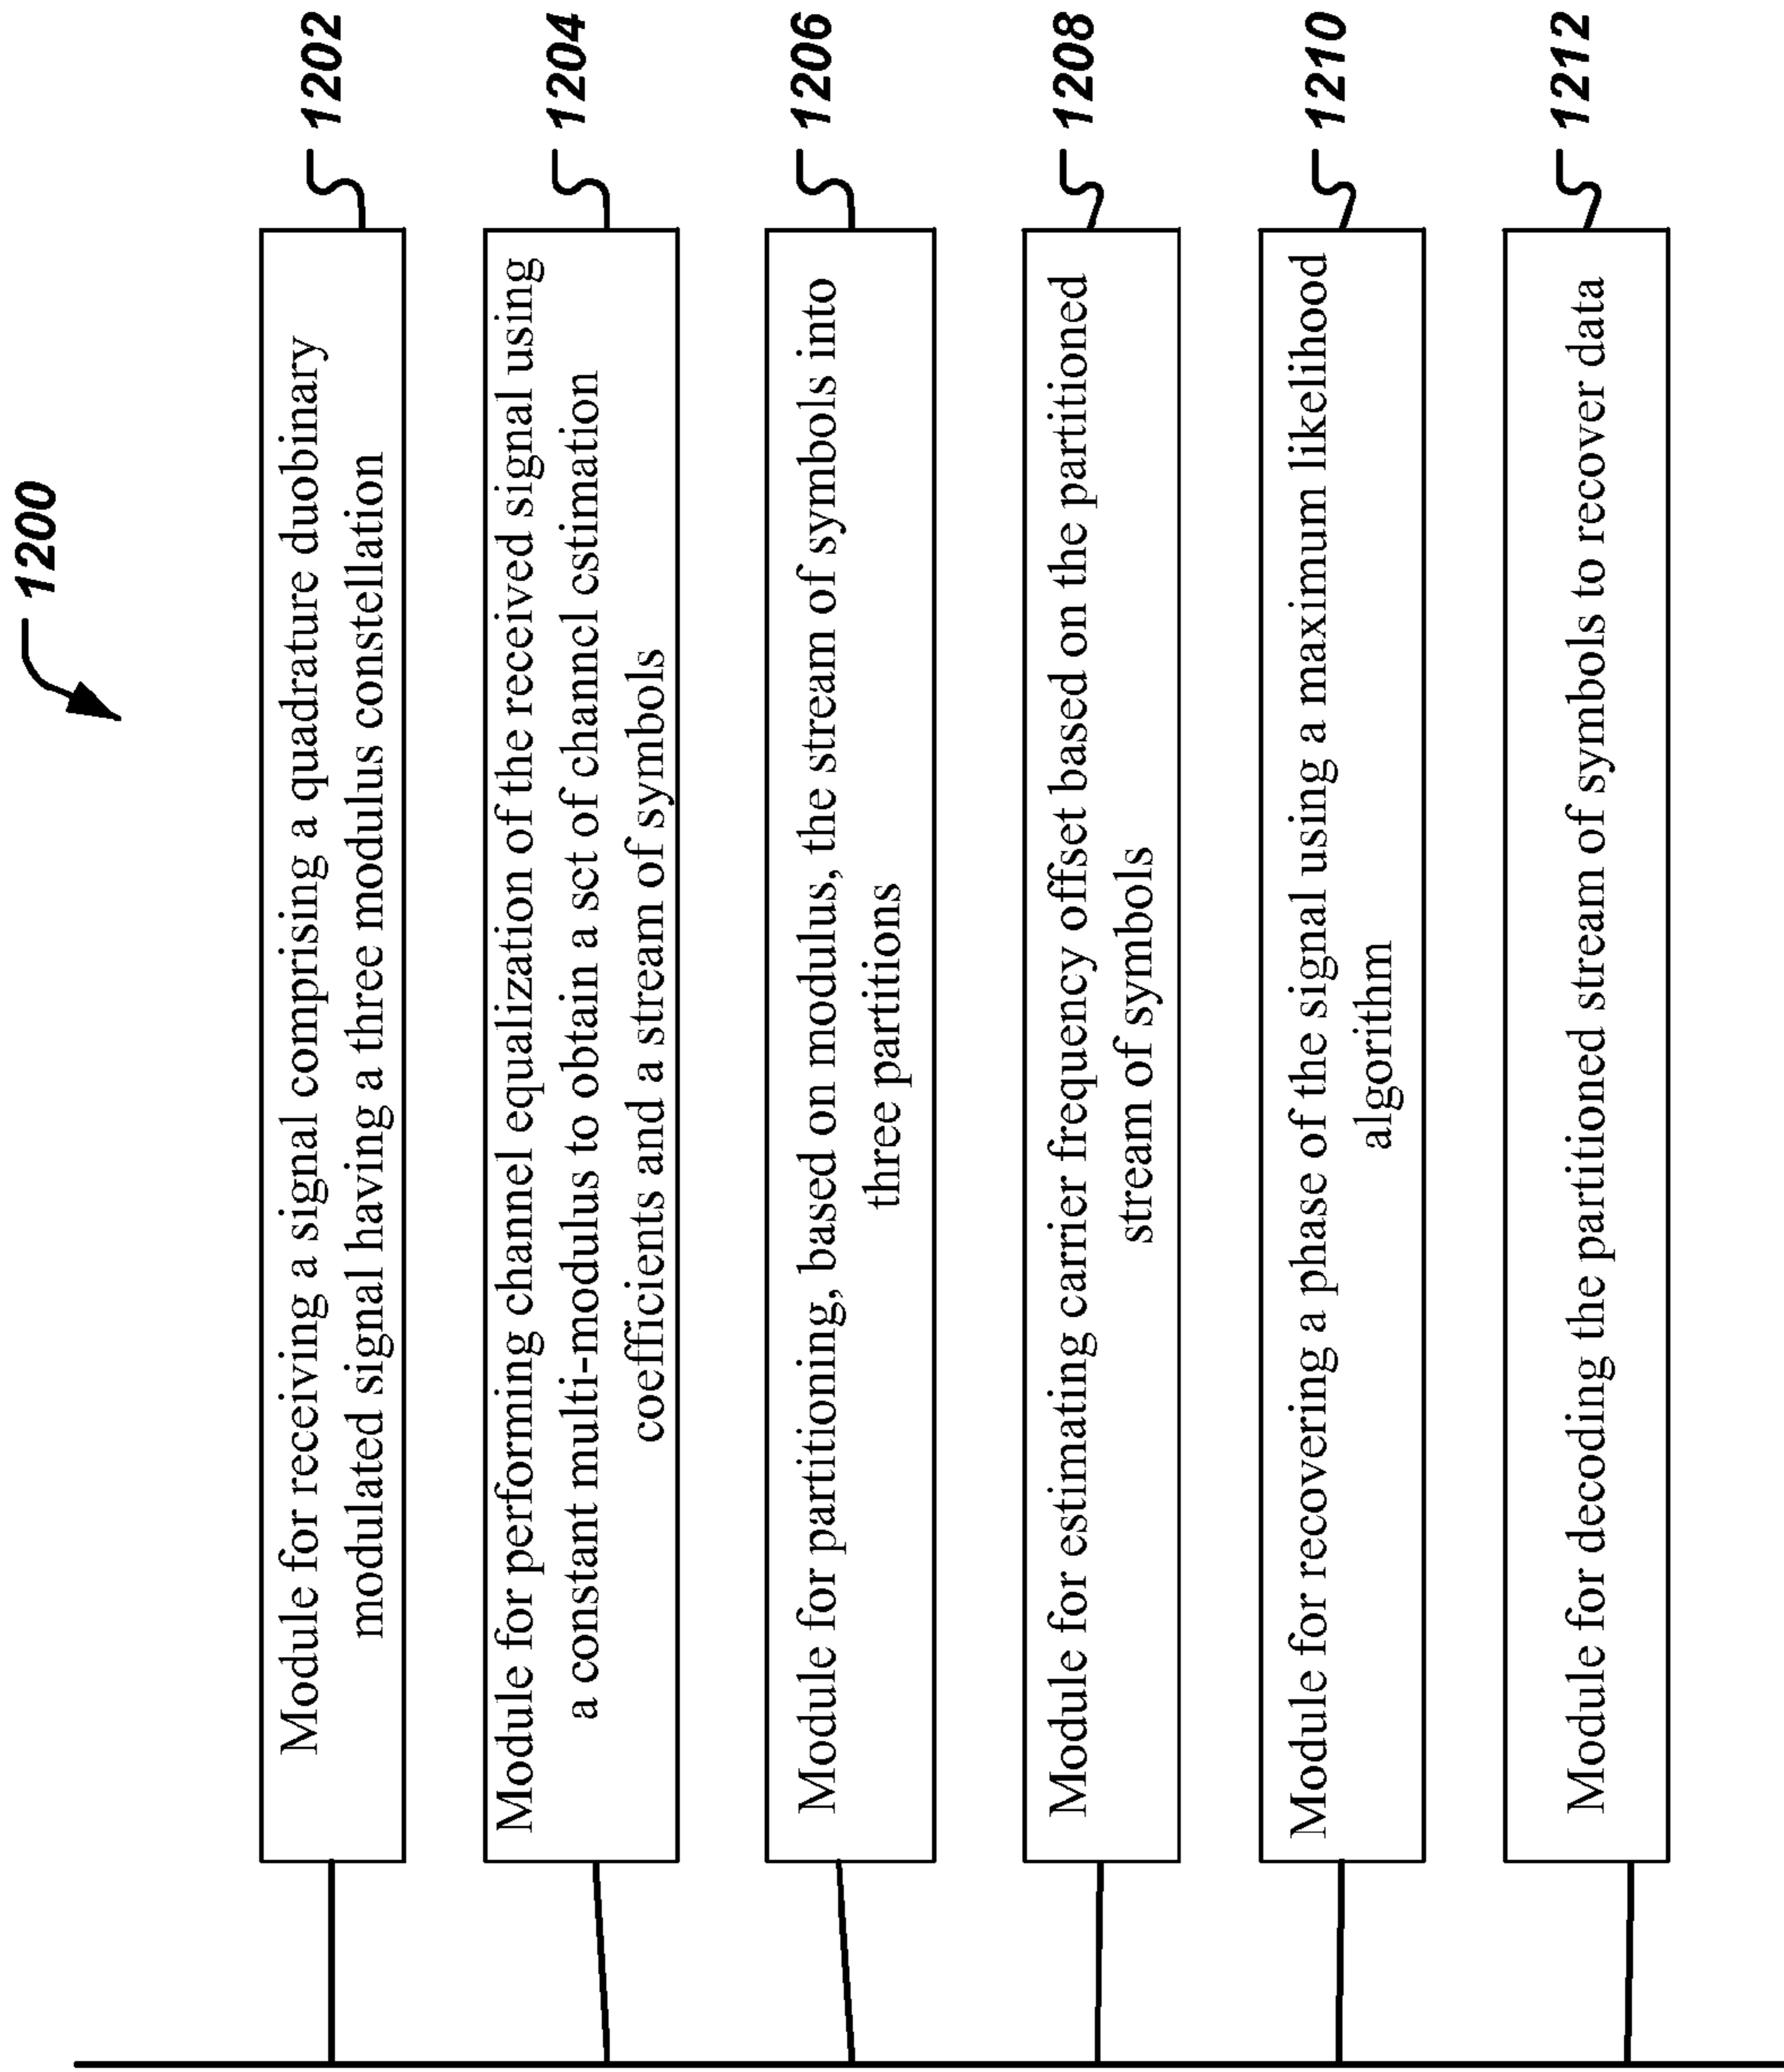 1200
Module for receiving a signal comprising a quadrature duobinary
modulated signal having a three modulus constellation
1202
Module for performing channel equalization of the received signal using
a constant multi-modulus to obtain a set of channel estimation
coefficients and a stream of symbols
1204
Module for partitioning, based on modulus, the stream of symbols into
three partitions
1206
Module for estimating carrier frequency offset based on the partitioned
stream of symbols
1208
Module for recovering a phase of the signal using a maximum likelihood
algorithm
1210
Module for decoding the partitioned stream of symbols to recover data
1212